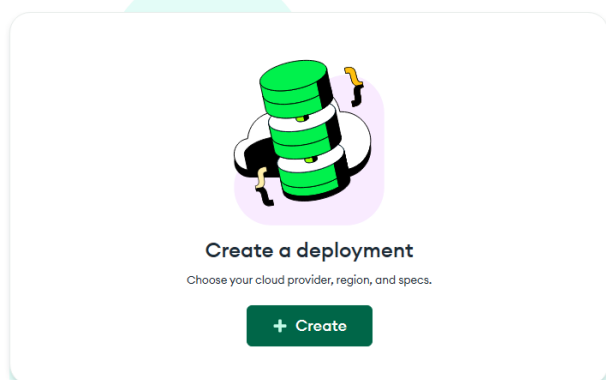 Create a deployment
Choose your cloud provider, region, and specs.
+ Create